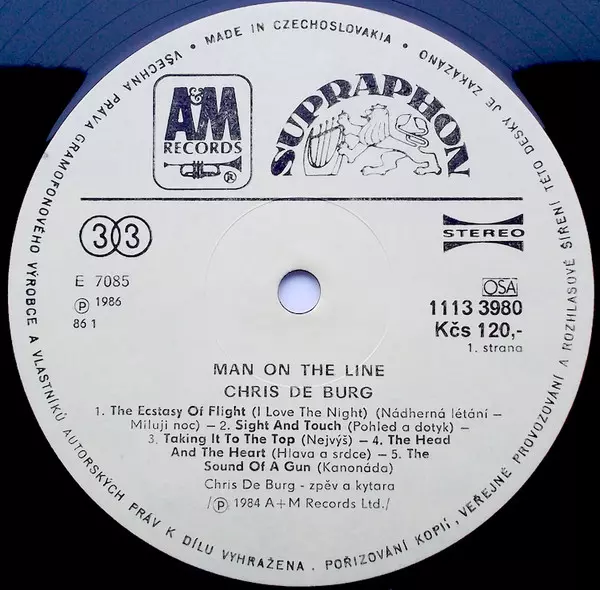 VŠECHNA PRÁVA GRAMOFONOVÉHO VÝROBCE A VLASTNÍKŮ AUTORSKÝCH PRÁV K DÍLU VYHRAŽENA. POŘIZOVÁNÍ KOPIÍ, VEŘEJNÉ PROVOZOVÁNÍ A ROZHLASOVÉ ŠÍŘENÍ TÉTO DESKY JE ZAKÁZÁNO
• MADE IN CZECHOSLOVAKIA •
A&M
RECORDS
®
SUPRAPHON
33
STEREO
E 7085
Ⓟ 1986
86 1
OSA
1113 3980
Kčs 120,-
1. strana
MAN ON THE LINE
CHRIS DE BURG
1. The Ecstasy Of Flight (I Love The Night) (Nádherná létání –
Miluji noc) – 2. Sight And Touch (Pohled a dotyk) –
3. Taking It To The Top (Nejvýš) – 4. The Head
And The Heart (Hlava a srdce) – 5. The
Sound Of A Gun (Kanonáda)
Chris De Burg - zpěv a kytara
/Ⓟ 1984 A+M Records Ltd./